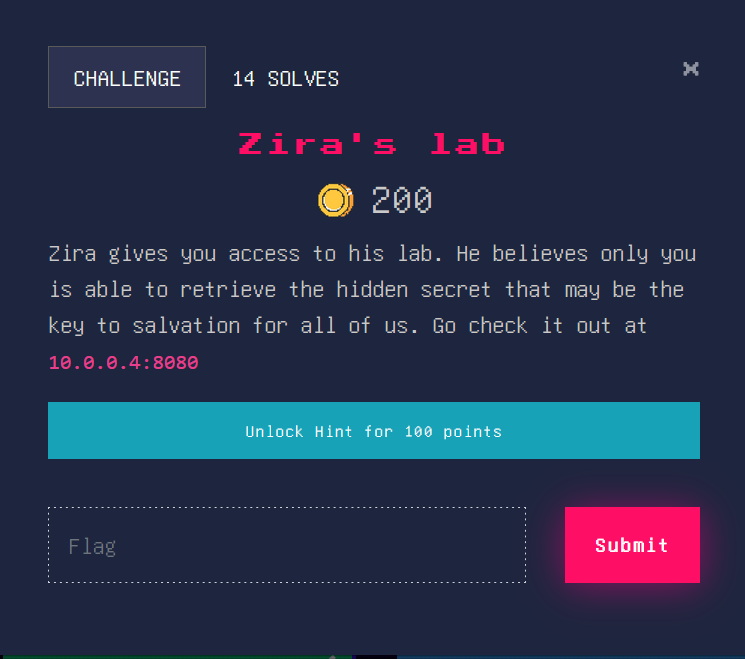 CHALLENGE
14 SOLVES
×
Zira's lab
200
Zira gives you access to his lab. He believes only you
is able to retrieve the hidden secret that may be the
key to salvation for all of us. Go check it out at
10.0.0.4:8080
Unlock Hint for 100 points
Flag
Submit